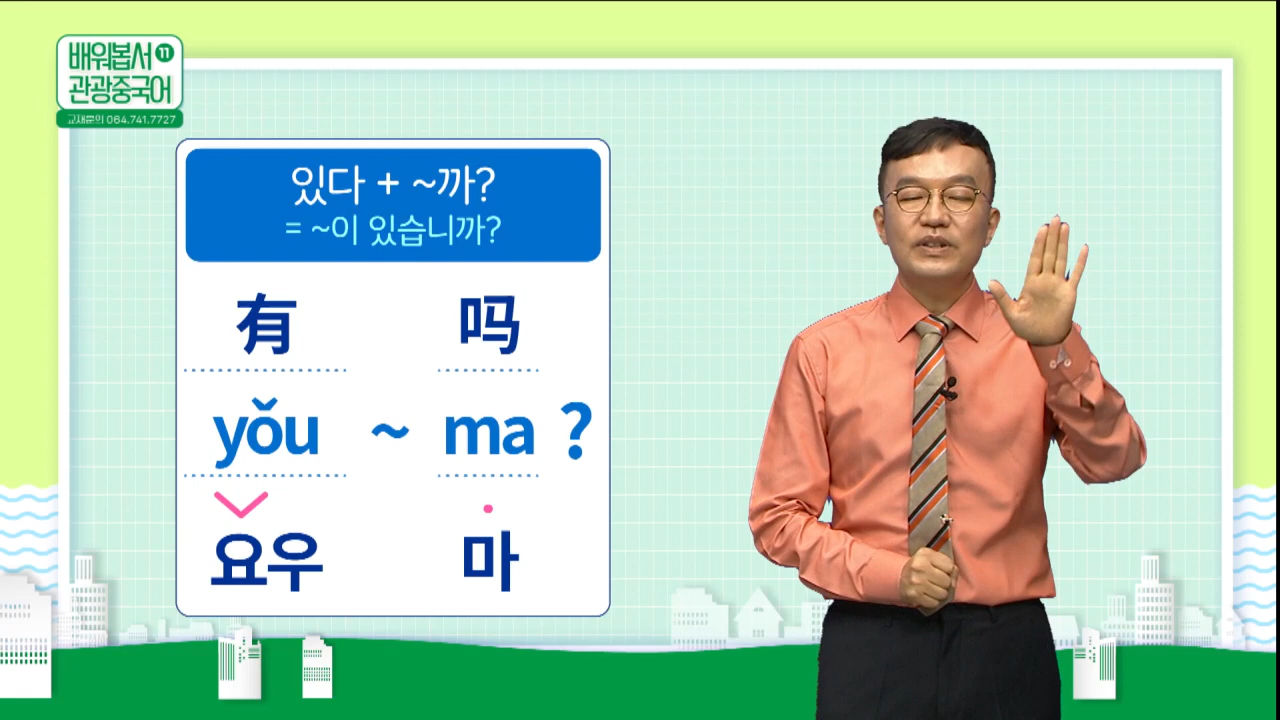 배워봅서 11
관광중국어
교재문의 064.741.7727
있다 + ~까?
= ~이 있습니까?
有 吗
yǒu ~ ma ?
요우 마